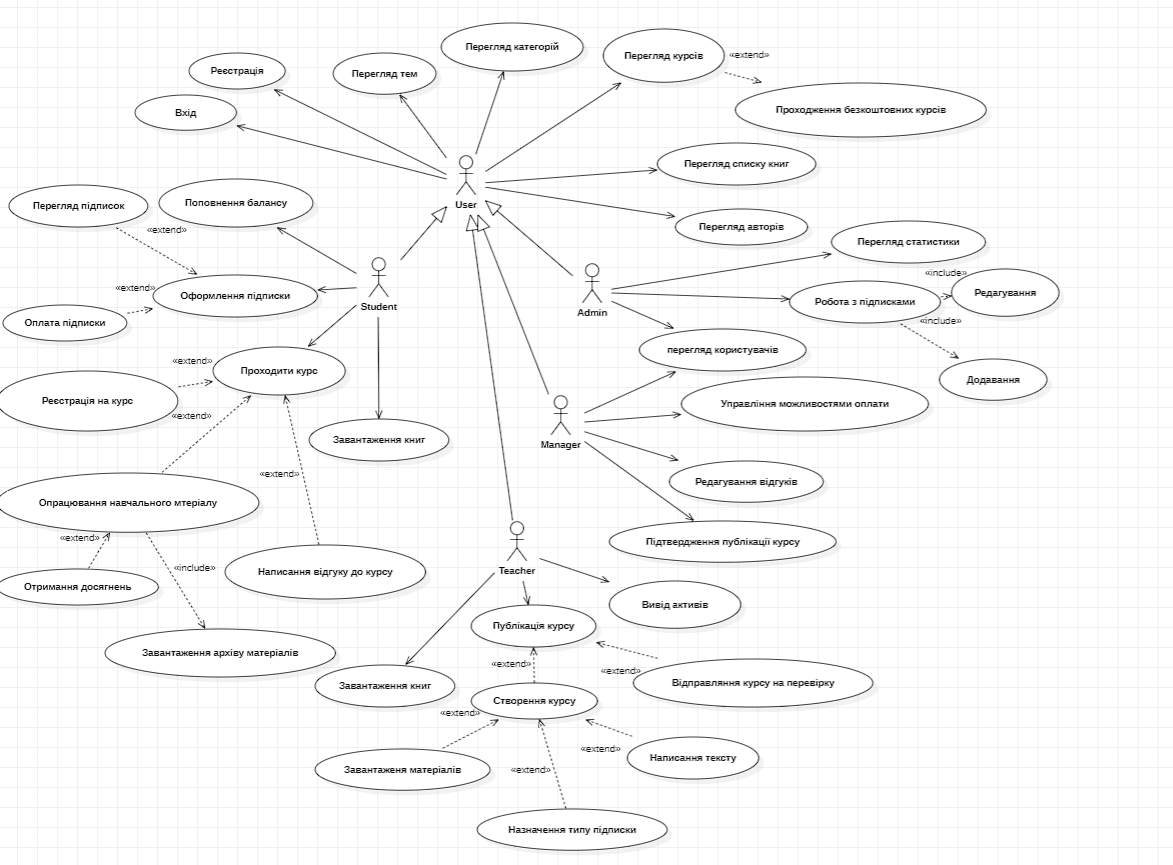 Перегляд категорій
Перегляд курсів
«extend»
Реєстрація
Перегляд тем
Вхід
Проходження безкоштовних курсів
Перегляд списку книг
User
Перегляд підписок
Поповнення балансу
«extend»
Перегляд авторів
Перегляд статистики
«extend»
Оформлення підписки
Student
Admin
«include»
Робота з підписками
Редагування
Оплата підписки
«include»
перегляд користувачів
«extend»
Проходити курс
Додавання
Реєстрація на курс
«extend»
Управління можливостями оплати
Завантаження книг
Manager
«extend»
Редагування відгуків
Опрацювання навчального мтеріалу
«extend»
Підтвердження публікації курсу
«include»
Написання відгуку до курсу
Teacher
Отримання досягнень
Вивід активів
Публікація курсу
Завантаження архіву матеріалів
«extend»
«extend»
Завантаження книг
Відправляння курсу на перевірку
Створення курсу
«extend»
«extend»
Написання тексту
Завантаженя матеріалів
«extend»
Назначення типу підписки